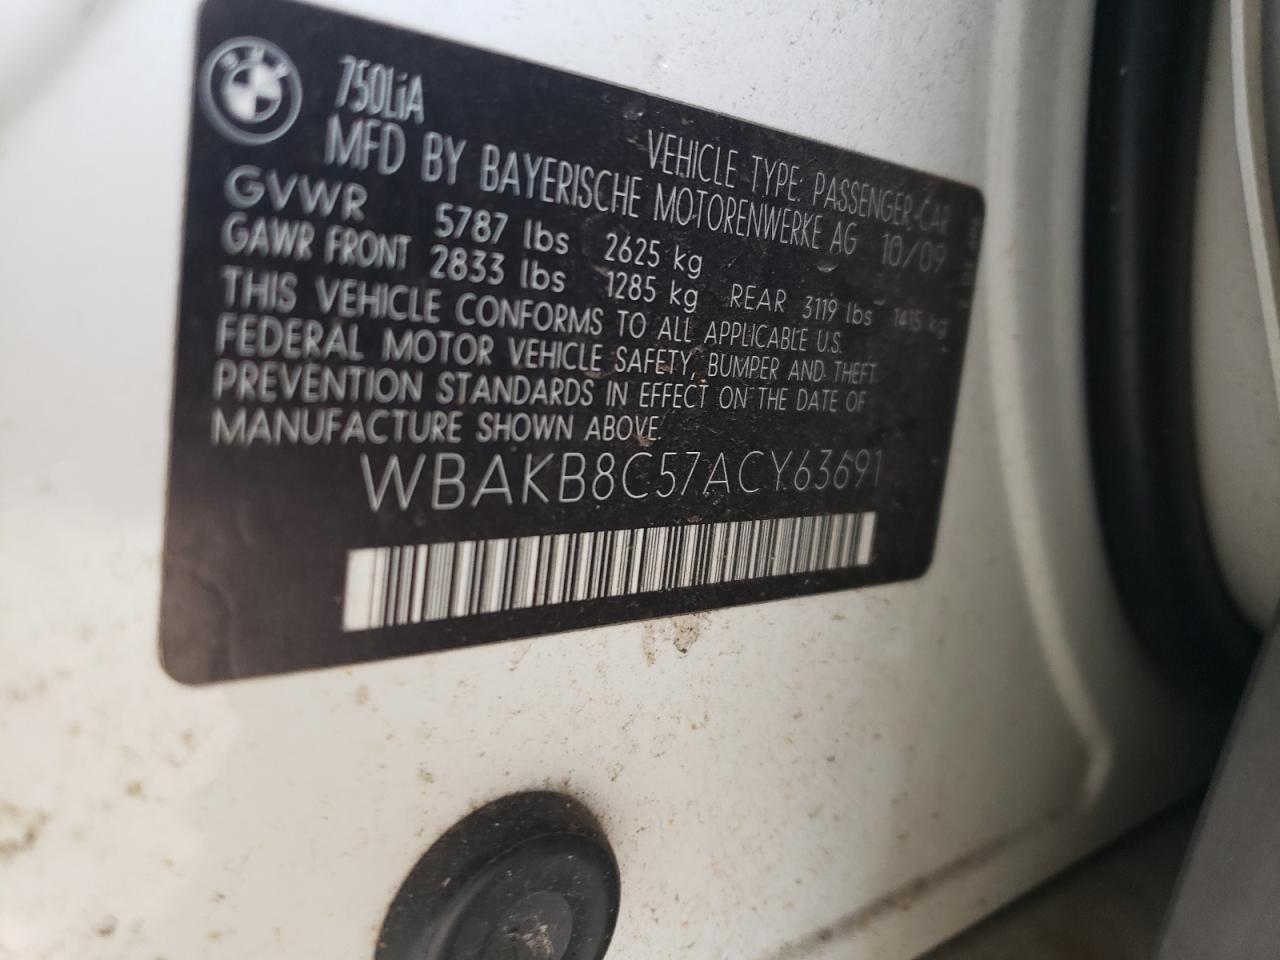 750LiA
VEHICLE TYPE: PASSENGER-CAR
MFD BY BAYERISCHE MOTORENWERKE AG 10/09
GVWR 5787 lbs 2625 kg
GAWR FRONT 2833 lbs 1285 kg REAR 3119 lbs 1415 kg
THIS VEHICLE CONFORMS TO ALL APPLICABLE U.S.
FEDERAL MOTOR VEHICLE SAFETY, BUMPER AND THEFT
PREVENTION STANDARDS IN EFFECT ON THE DATE OF
MANUFACTURE SHOWN ABOVE.
WBAKB8C57ACY63691